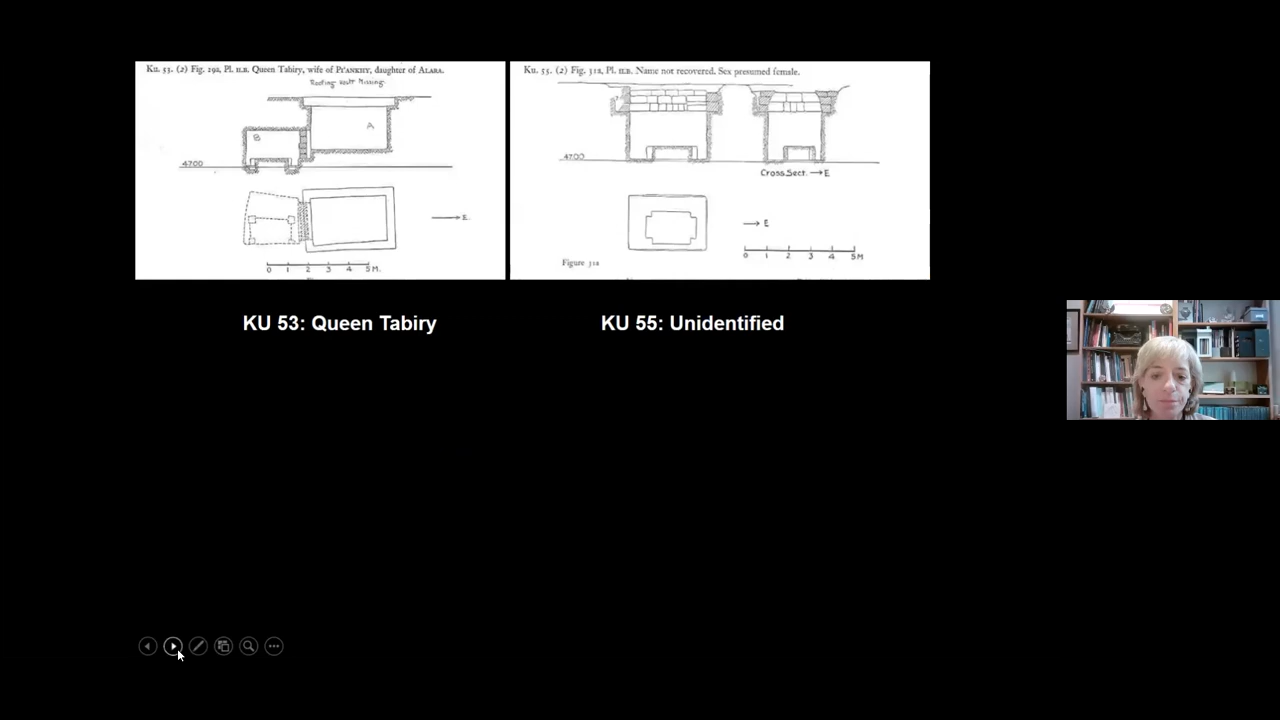 Ku. 53. (2) Fig. 29a, Pl. II.B. Queen Tabiry, wife of Pi'ankhy, daughter of Alara.
Roofing vault Missing.
A
B
4700
E.
0 1 2 3 4 5 M.
Ku. 55. (2) Fig. 31a, Pl. II.B. Name not recovered. Sex presumed female.
4700
Cross Sect. → E
→ E
0 1 2 3 4 5 M
Figure 31a
KU 53: Queen Tabiry
KU 55: Unidentified